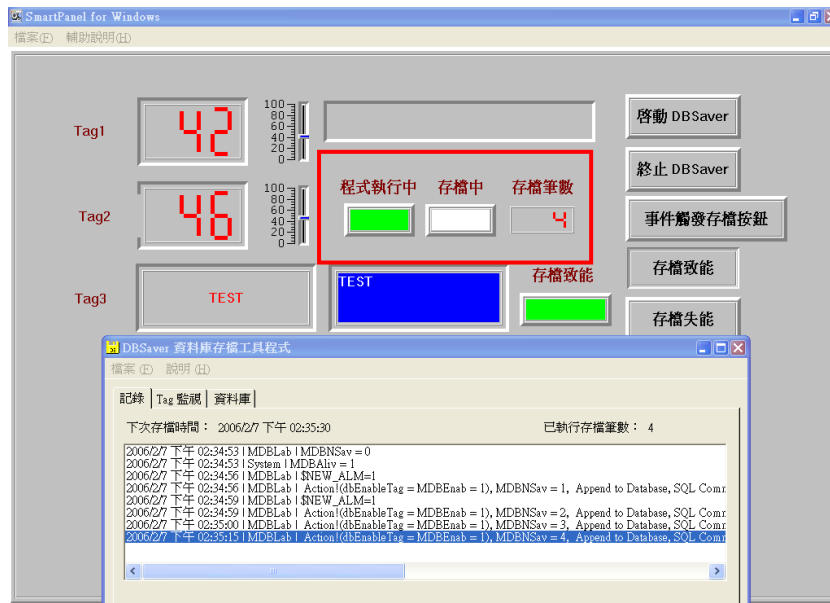 SmartPanel for Windows
檔案(F) 輔助說明(H)
Tag1
42
100
80
60
40
20
0
啓動 DBSaver
終止 DBSaver
程式執行中 存檔中 存檔筆數
4
Tag2
46
100
80
60
40
20
0
事件觸發存檔按鈕
存檔致能
Tag3
TEST
TEST
存檔致能
存檔失能
DBSaver 資料庫存檔工具程式
檔案 (F) 說明 (H)
記錄 Tag 監視 資料庫
下次存檔時間： 2006/2/7 下午 02:35:30 已執行存檔筆數： 4
2006/2/7 下午 02:34:53 | MDBLab | MDBNSav = 0
2006/2/7 下午 02:34:53 | System | MDBAliv = 1
2006/2/7 下午 02:34:56 | MDBLab | $NEW_ALM=1
2006/2/7 下午 02:34:56 | MDBLab | Action!(dbEnableTag = MDBEnab = 1), MDBNSav = 1, Append to Database, SQL Comr
2006/2/7 下午 02:34:59 | MDBLab | $NEW_ALM=1
2006/2/7 下午 02:34:59 | MDBLab | Action!(dbEnableTag = MDBEnab = 1), MDBNSav = 2, Append to Database, SQL Comr
2006/2/7 下午 02:35:00 | MDBLab | Action!(dbEnableTag = MDBEnab = 1), MDBNSav = 3, Append to Database, SQL Comr
2006/2/7 下午 02:35:15 | MDBLab | Action!(dbEnableTag = MDBEnab = 1), MDBNSav = 4, Append to Database, SQL Comr